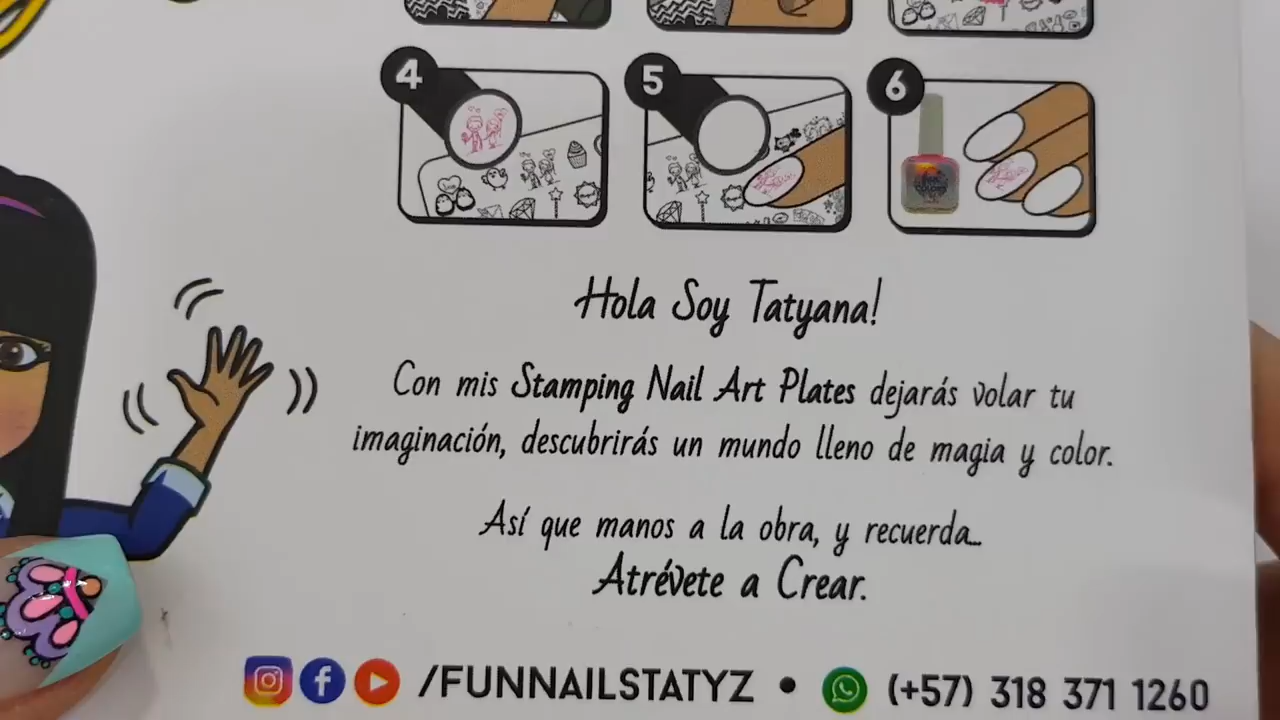 4 5 6
Hola Soy Tatyana!
Con mis Stamping Nail Art Plates dejarás volar tu
imaginación, descubrirás un mundo lleno de magia y color.
Así que manos a la obra, y recuerda...
Atrévete a Crear.
/FUNNAILSTATYZ • (+57) 318 371 1260